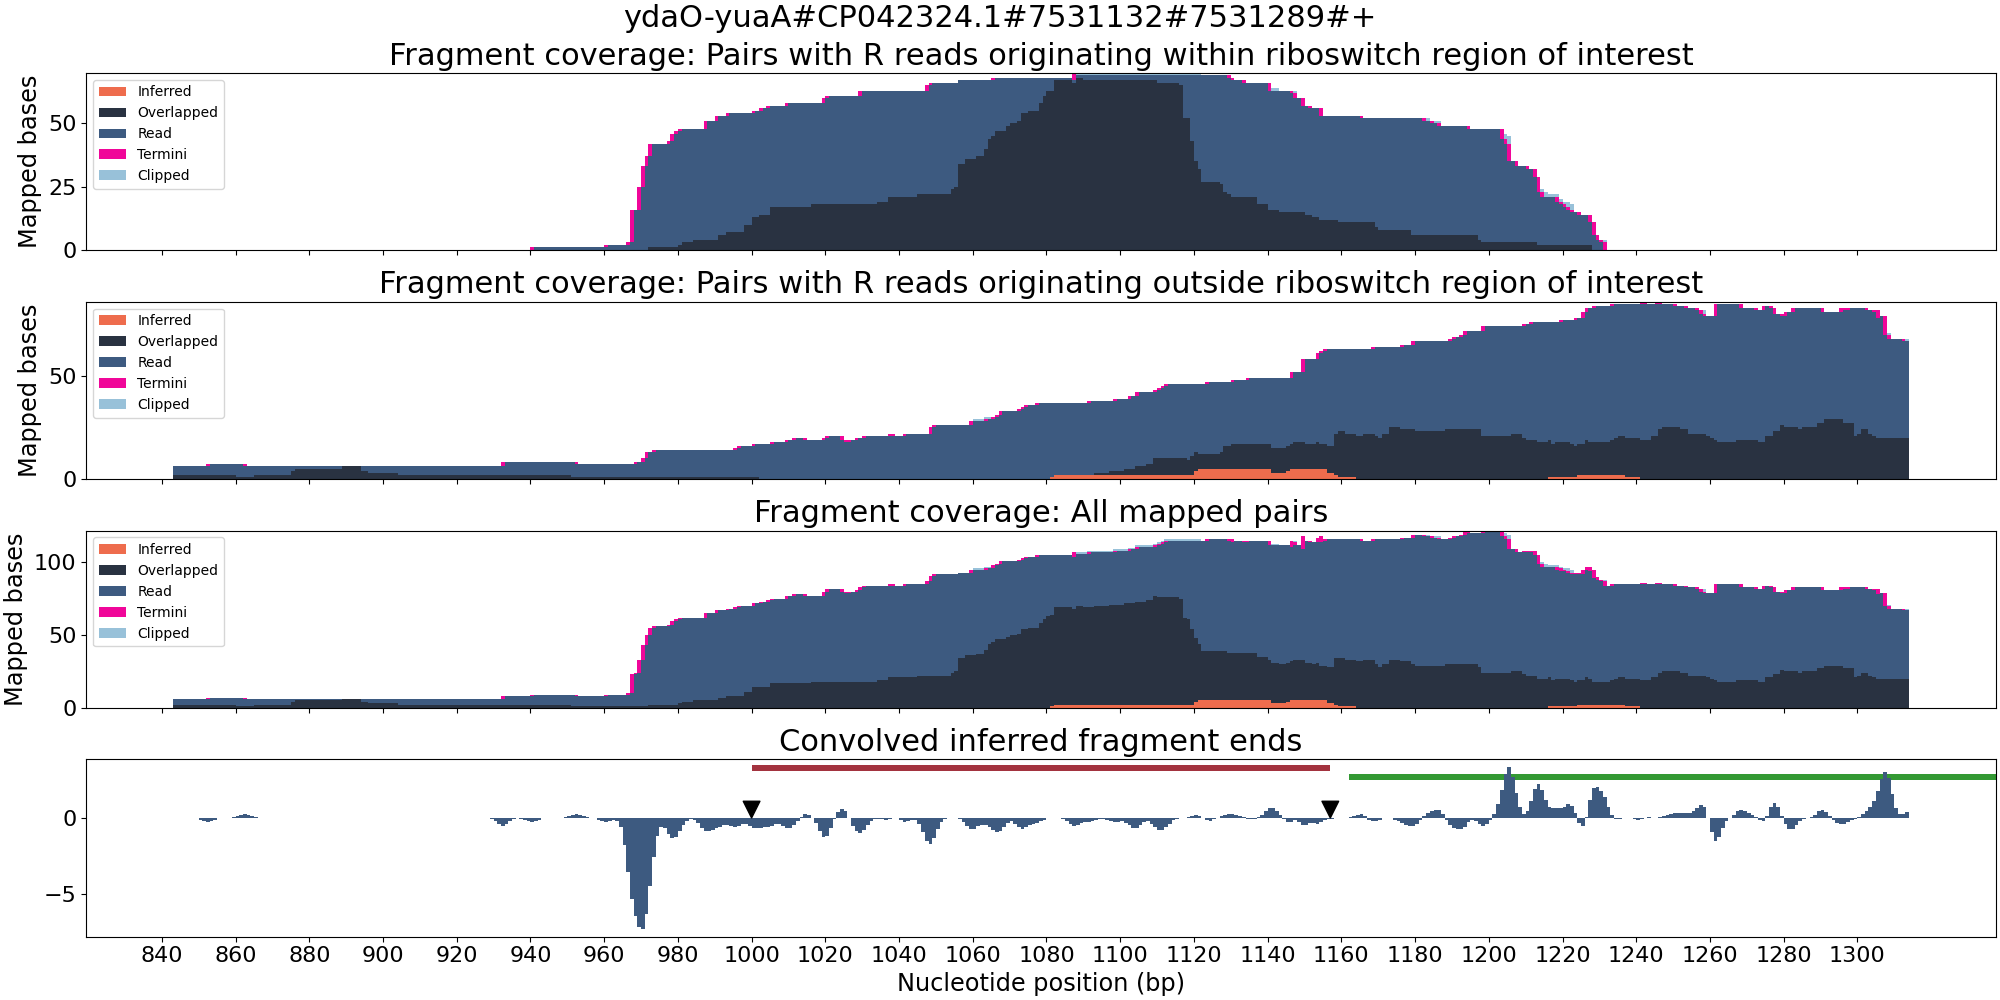 ydaO-yuaA#CP042324.1#7531132#7531289#+
Fragment coverage: Pairs with R reads originating within riboswitch region of interest
Mapped bases
50
25
0
Inferred
Overlapped
Read
Termini
Clipped
Fragment coverage: Pairs with R reads originating outside riboswitch region of interest
Mapped bases
50
0
Inferred
Overlapped
Read
Termini
Clipped
Fragment coverage: All mapped pairs
Mapped bases
100
50
0
Inferred
Overlapped
Read
Termini
Clipped
Convolved inferred fragment ends
0
−5
840 860 880 900 920 940 960 980 1000 1020 1040 1060 1080 1100 1120 1140 1160 1180 1200 1220 1240 1260 1280 1300
Nucleotide position (bp)